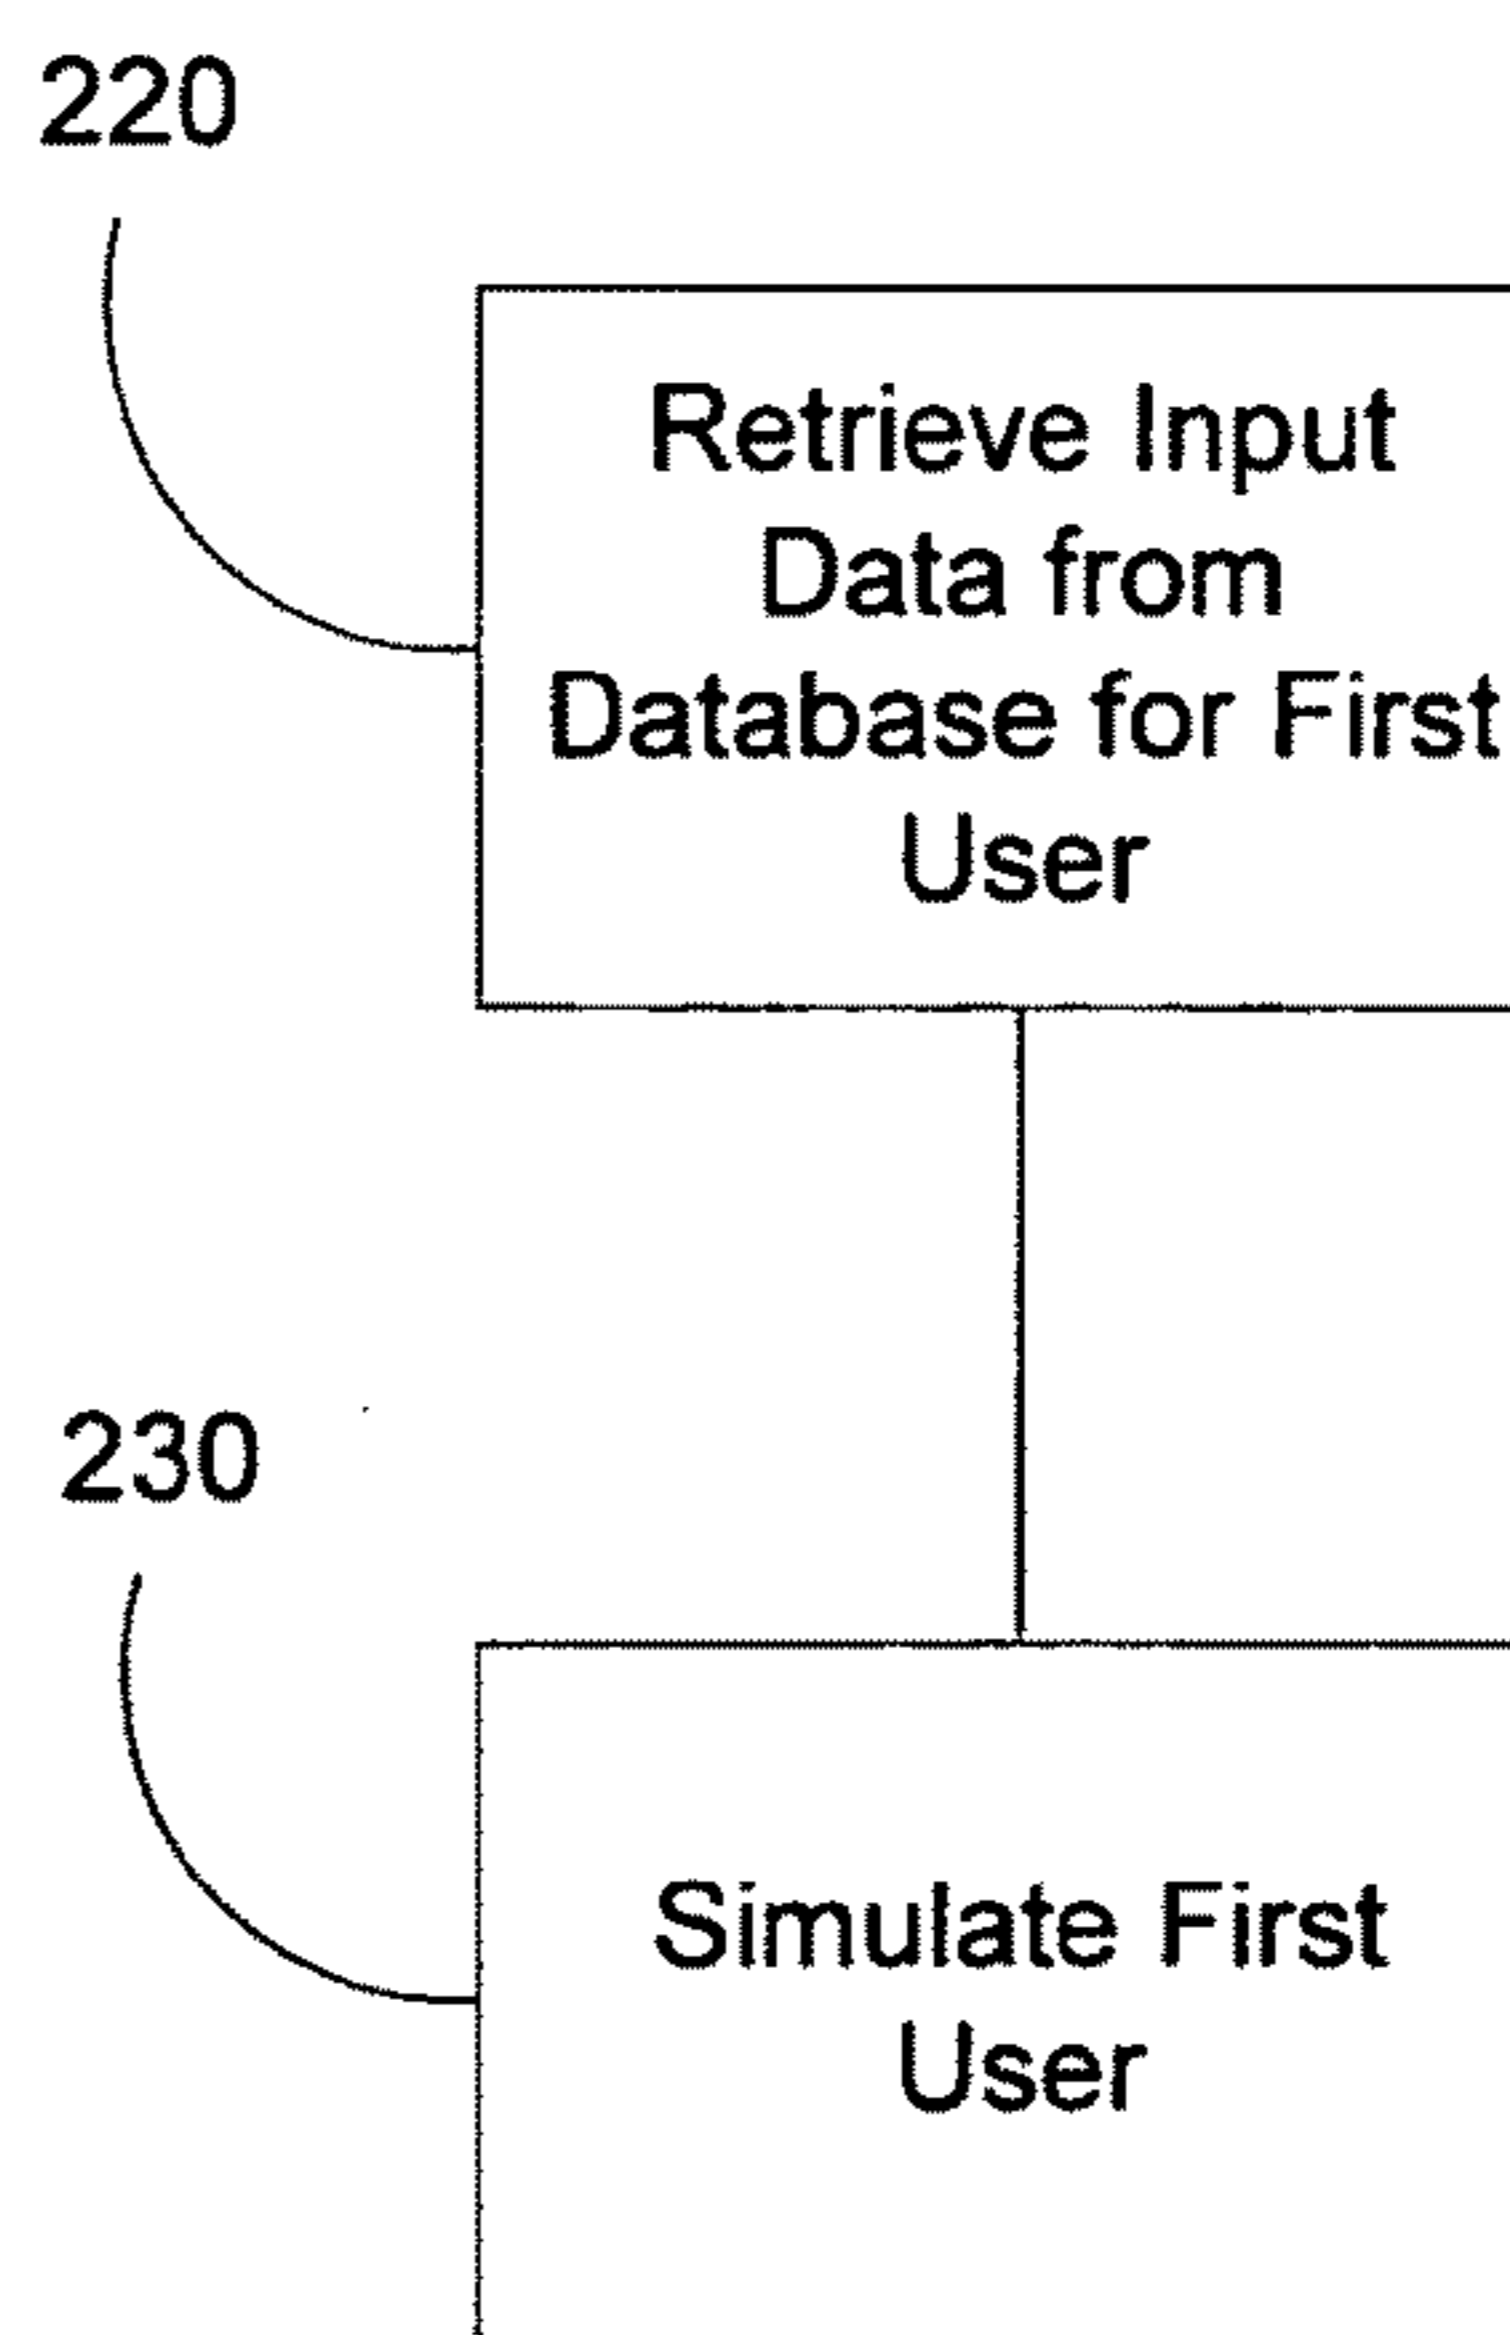 220
Retrieve Input
Data from
Database for First
User
230
Simulate First
User